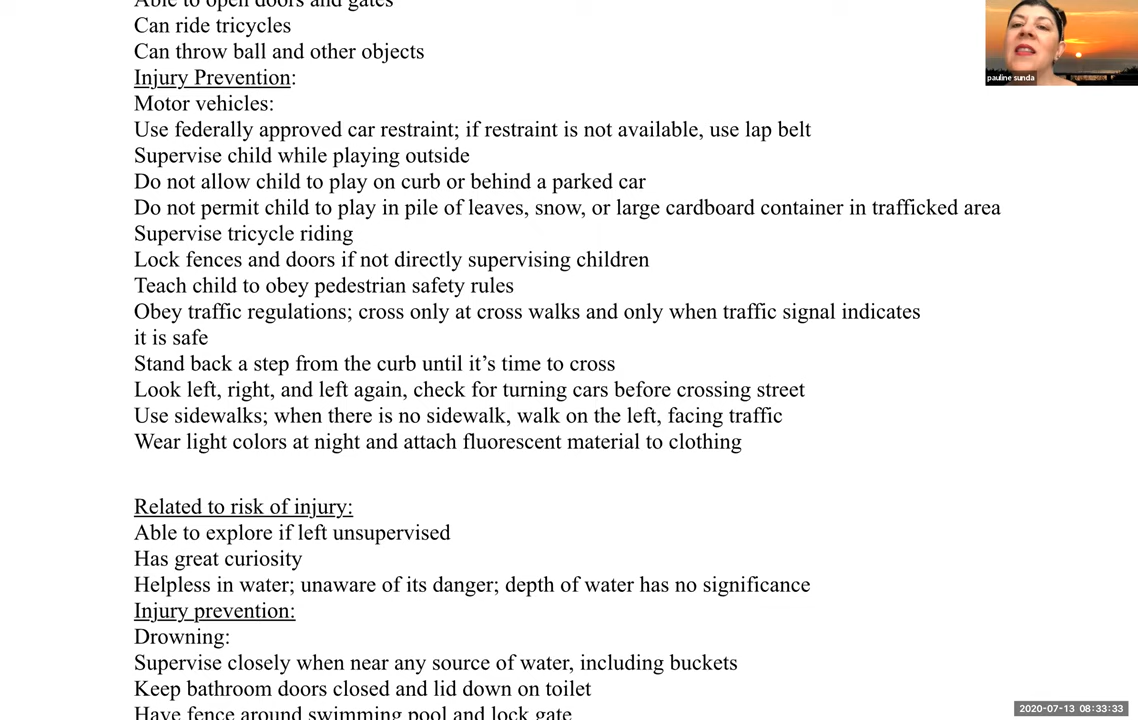 Able to open doors and gates
Can ride tricycles
Can throw ball and other objects
Injury Prevention:
Motor vehicles:
Use federally approved car restraint; if restraint is not available, use lap belt
Supervise child while playing outside
Do not allow child to play on curb or behind a parked car
Do not permit child to play in pile of leaves, snow, or large cardboard container in trafficked area
Supervise tricycle riding
Lock fences and doors if not directly supervising children
Teach child to obey pedestrian safety rules
Obey traffic regulations; cross only at cross walks and only when traffic signal indicates
it is safe
Stand back a step from the curb until it’s time to cross
Look left, right, and left again, check for turning cars before crossing street
Use sidewalks; when there is no sidewalk, walk on the left, facing traffic
Wear light colors at night and attach fluorescent material to clothing
Related to risk of injury:
Able to explore if left unsupervised
Has great curiosity
Helpless in water; unaware of its danger; depth of water has no significance
Injury prevention:
Drowning:
Supervise closely when near any source of water, including buckets
Keep bathroom doors closed and lid down on toilet
Have fence around swimming pool and lock gate
pauline sunda
2020-07-13 08:33:33